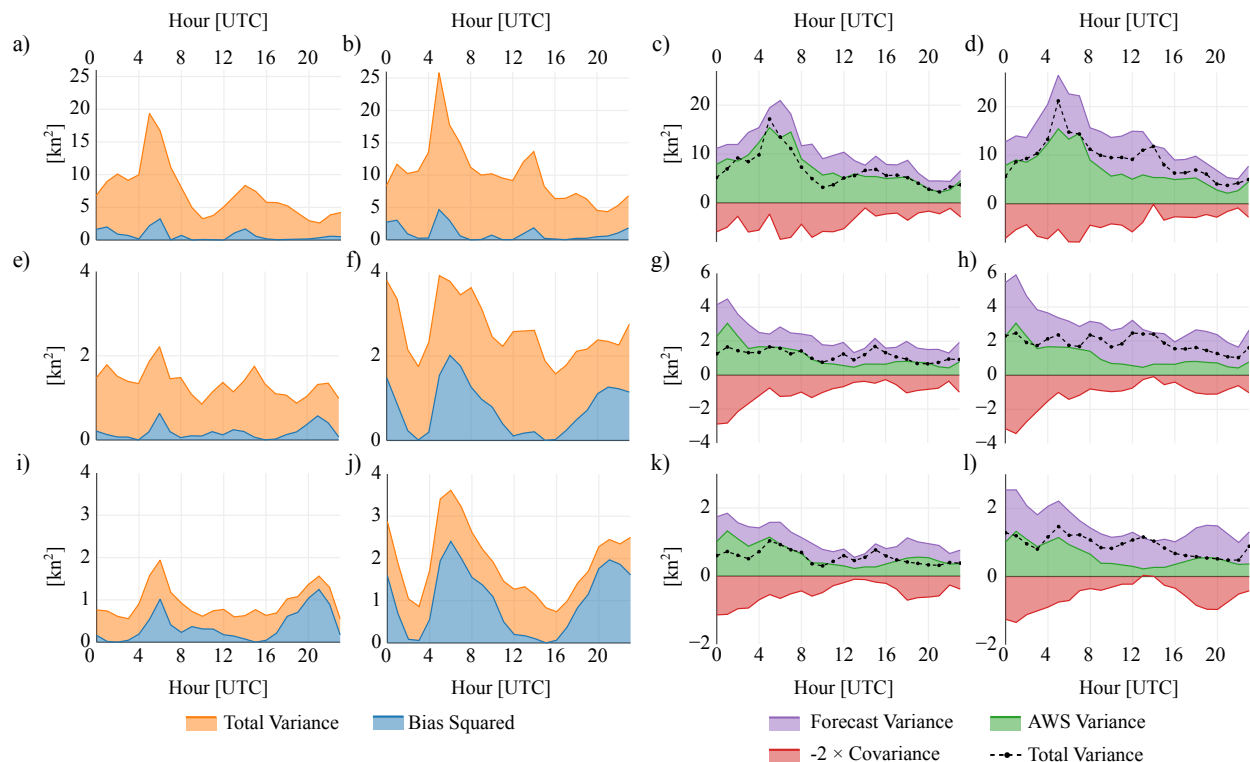 Hour [UTC] Hour [UTC]
a) b) c) d)
0 4 8 12 16 20 0 4 8 12 16 20 0 4 8 12 16 20 0 4 8 12 16 20
[kn²] 25 20 15 10 5 0 25 20 15 10 5 0 [kn²] 20 10 0 20 10 0
e) f) g) h)
[kn²] 4 2 0 4 2 0 [kn²] 6 4 2 0 −2 −4 6 4 2 0 −2 −4
i) j) k) l)
[kn²] 4 3 2 1 0 4 3 2 1 0 [kn²] 2 0 −2 2 0 −2
0 4 8 12 16 20 0 4 8 12 16 20 0 4 8 12 16 20 0 4 8 12 16 20
Hour [UTC] Hour [UTC] Hour [UTC] Hour [UTC]
Total Variance Bias Squared Forecast Variance AWS Variance
-2 × Covariance Total Variance